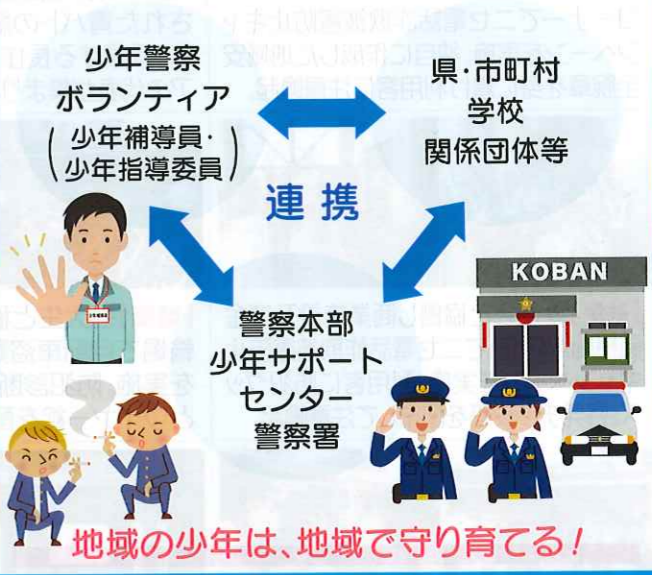 少年警察
ボランティア
(少年補導員・
少年指導委員)
県・市町村
学校
関係団体等
連携
KOBAN
警察本部
少年サポート
センター
警察署
地域の少年は、地域で守り育てる!